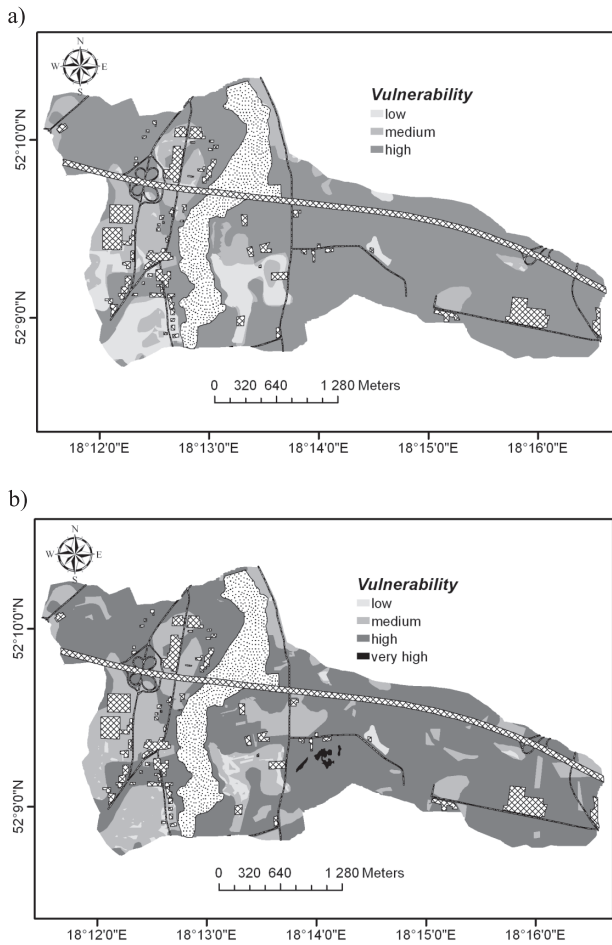 a)
N
W E
S
Vulnerability
low
medium
high
52°10'0"N
52°9'0"N
0 320 640 1 280 Meters
18°12'0"E 18°13'0"E 18°14'0"E 18°15'0"E 18°16'0"E
b)
N
W E
S
Vulnerability
low
medium
high
very high
52°10'0"N
52°9'0"N
0 320 640 1 280 Meters
18°12'0"E 18°13'0"E 18°14'0"E 18°15'0"E 18°16'0"E